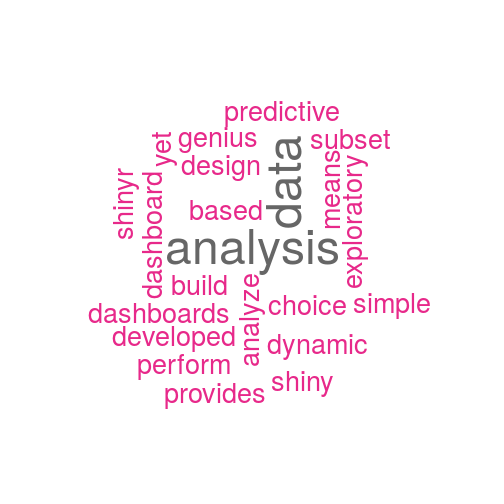 predictive
yet
genius
data
subset
design
means
shinyr
dashboard
exploratory
based
analysis
build
analyze
choice
simple
dashboards
developed
dynamic
perform
shiny
provides